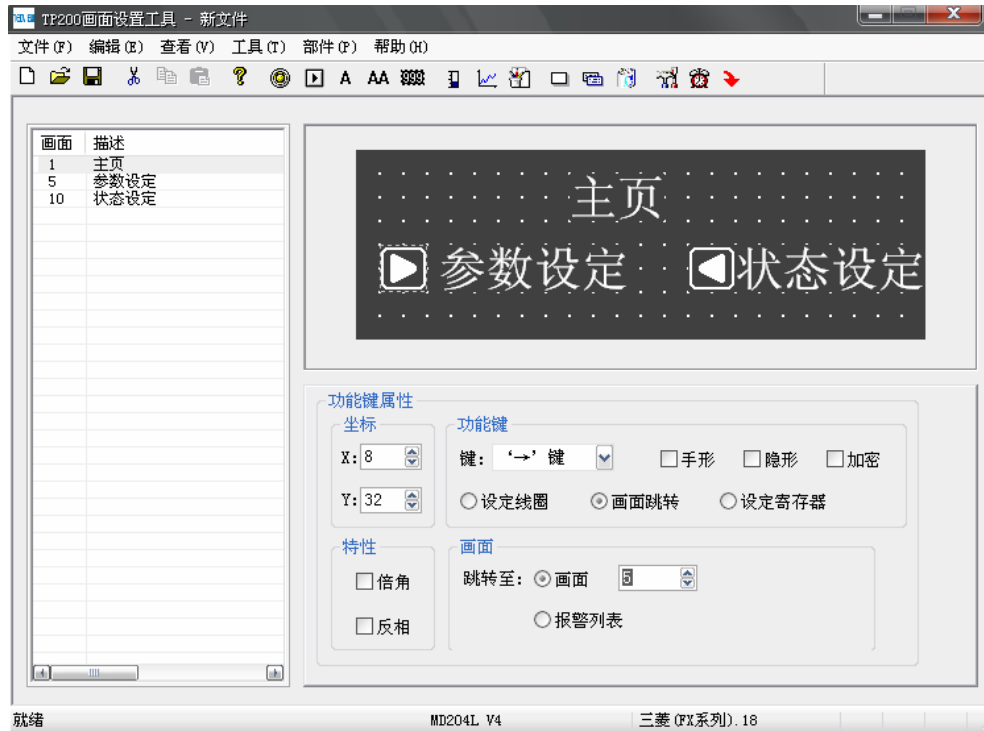 TP200画面设置工具 - 新文件
文件(F) 编辑(E) 查看(V) 工具(T) 部件(P) 帮助(H)
A AA
画面 描述
1 主页
5 参数设定
10 状态设定
主页
参数设定 状态设定
功能键属性
坐标
X: 8
Y: 32
功能键
键: ‘→’键
手形 隐形 加密
设定线圈 画面跳转 设定寄存器
特性
倍角
反相
画面
跳转至: 画面 5
报警列表
就绪 MD204L V4 三菱(FX系列).18